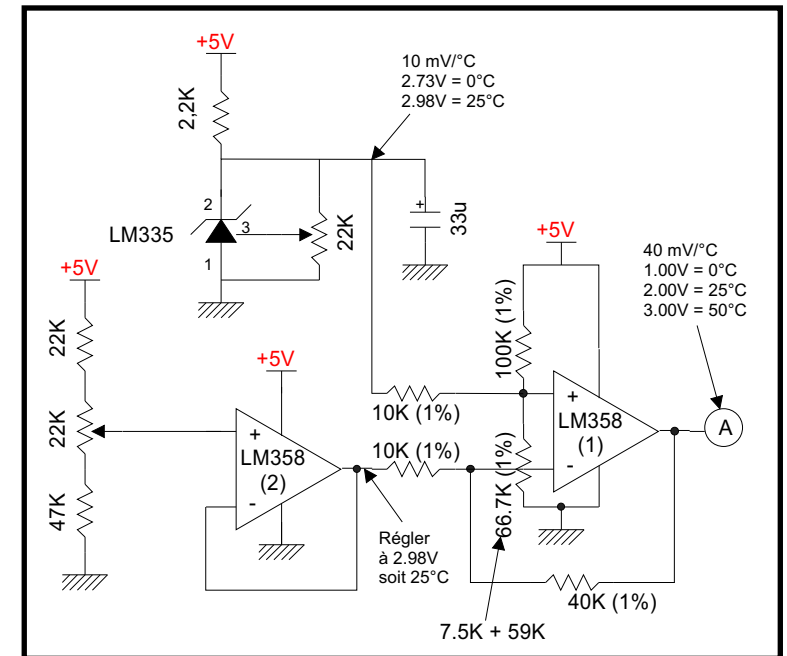 +5V
2,2K
10 mV/°C
2.73V = 0°C
2.98V = 25°C
2
3
1
LM335
22K
+
33u
+5V
40 mV/°C
1.00V = 0°C
2.00V = 25°C
3.00V = 50°C
+5V
22K
22K
47K
+5V
+
LM358
(2)
-
10K (1%)
10K (1%)
100K (1%)
66.7K (1%)
+
LM358
(1)
-
A
Régler
à 2.98V
soit 25°C
40K (1%)
7.5K + 59K